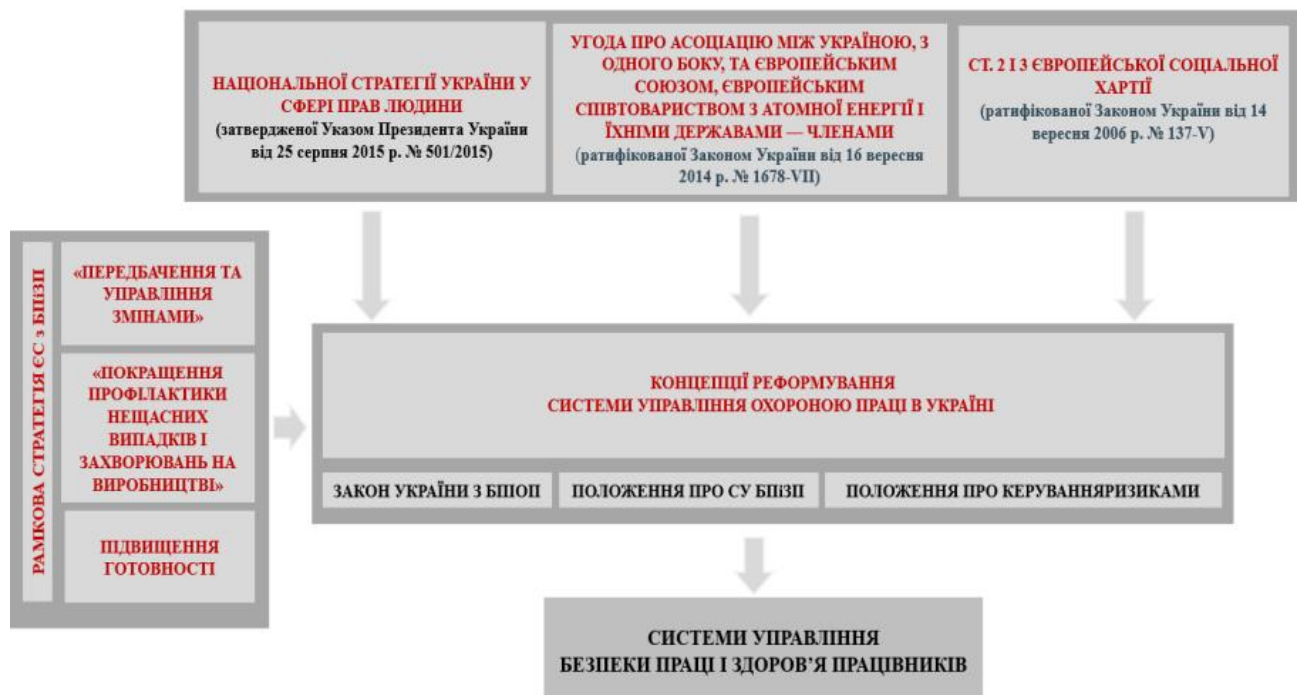 НАЦІОНАЛЬНОЇ СТРАТЕГІЇ УКРАЇНИ У
СФЕРІ ПРАВ ЛЮДИНИ
(затвердженої Указом Президента України
від 25 серпня 2015 р. № 501/2015)
УГОДА ПРО АСОЦІАЦІЮ МІЖ УКРАЇНОЮ, З
ОДНОГО БОКУ, ТА ЄВРОПЕЙСЬКИМ
СОЮЗОМ, ЄВРОПЕЙСЬКИМ
СПІВТОВАРИСТВОМ З АТОМНОЇ ЕНЕРГІЇ І
ЇХНІМИ ДЕРЖАВАМИ — ЧЛЕНАМИ
(ратифікованої Законом України від 16 вересня
2014 р. № 1678-VII)
СТ. 2 І 3 ЄВРОПЕЙСЬКОЇ СОЦІАЛЬНОЇ
ХАРТІЇ
(ратифікованої Законом України від 14
вересня 2006 р. № 137-V)
РАМКОВА СТРАТЕГІЯ ЄС з БПіЗП
«ПЕРЕДБАЧЕННЯ ТА
УПРАВЛІННЯ
ЗМІНАМИ»
«ПОКРАЩЕННЯ
ПРОФІЛАКТИКИ
НЕЩАСНИХ
ВИПАДКІВ І
ЗАХВОРЮВАНЬ НА
ВИРОБНИЦТВІ»
ПІДВИЩЕННЯ
ГОТОВНОСТІ
КОНЦЕПЦІЇ РЕФОРМУВАННЯ
СИСТЕМИ УПРАВЛІННЯ ОХОРОНОЮ ПРАЦІ В УКРАЇНІ
ЗАКОН УКРАЇНИ З БПІОП
ПОЛОЖЕННЯ ПРО СУ БПіЗП
ПОЛОЖЕННЯ ПРО КЕРУВАННЯРИЗИКАМИ
СИСТЕМИ УПРАВЛІННЯ
БЕЗПЕКИ ПРАЦІ І ЗДОРОВ’Я ПРАЦІВНИКІВ